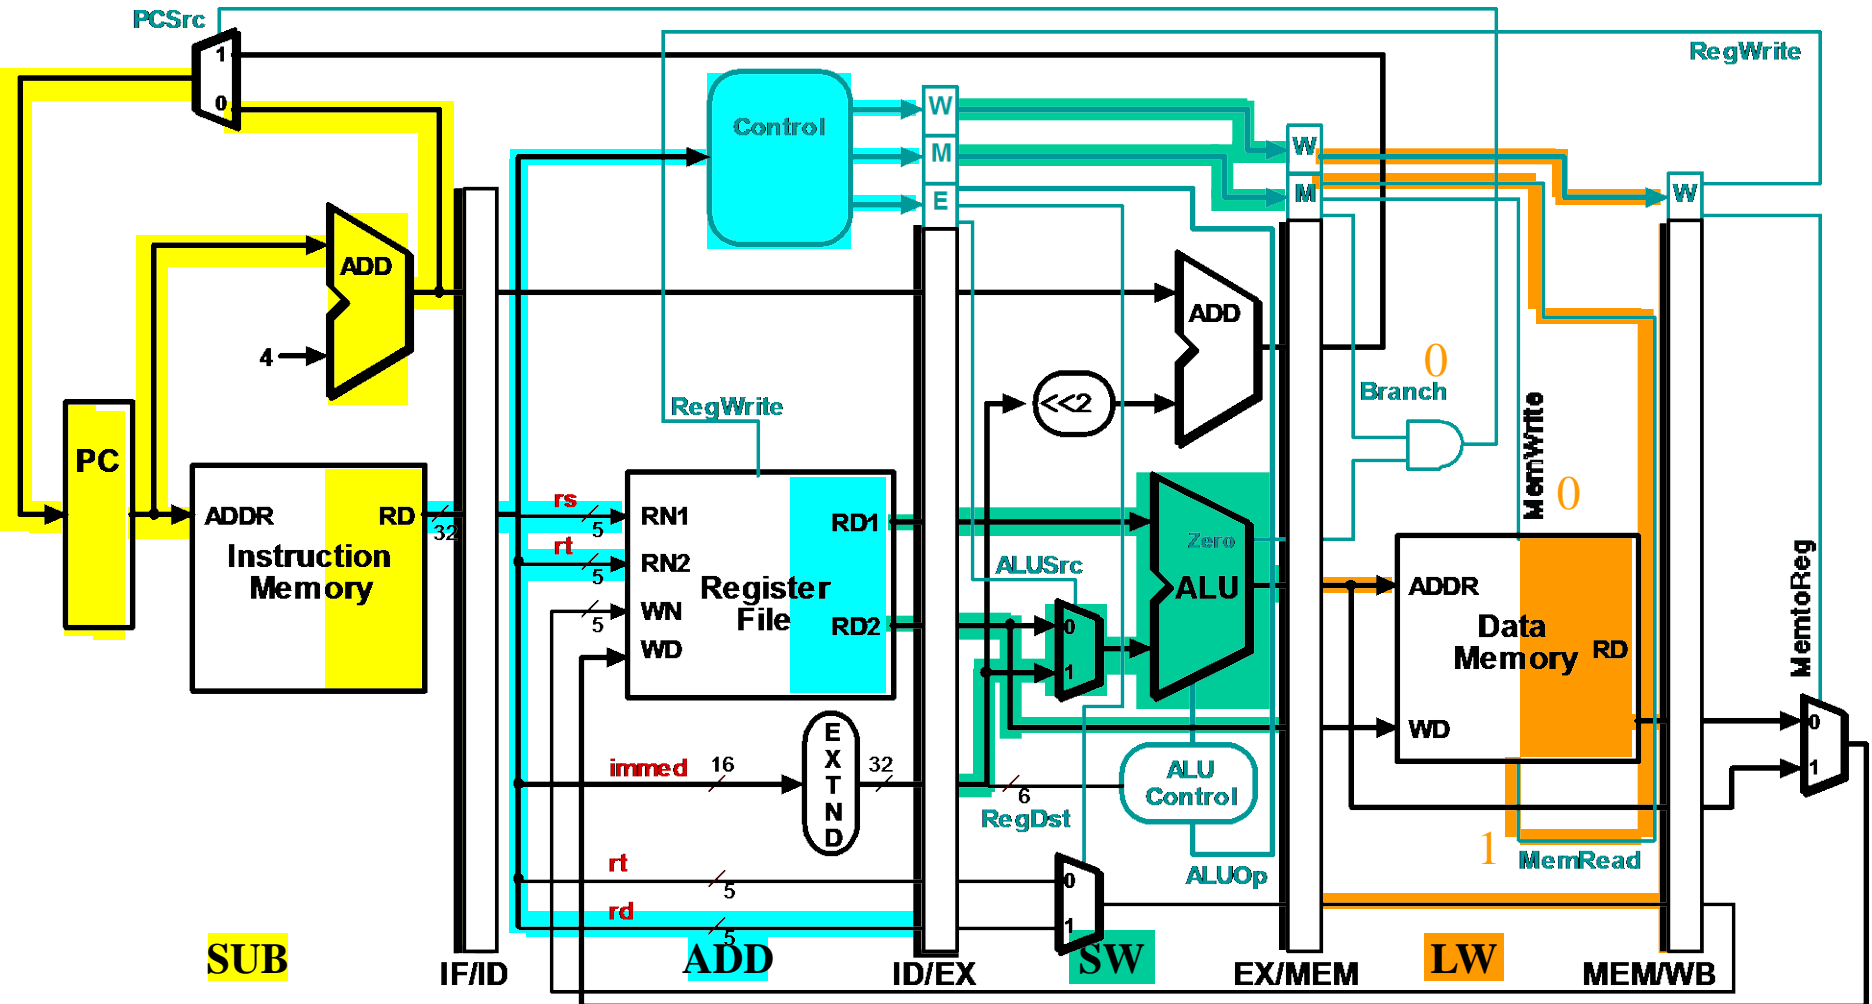 PCSrc
RegWrite
1
0
W
Control
W
M
W
M
E
ADD
ADD
4
0
Branch
<<2
RegWrite
MemWrite
PC
rs
0
ADDR
RD
32
5
RN1
RD1
Instruction
Memory
rt
5
RN2
Zero
MemtoReg
ALUSrc
ALU
ADDR
Register
File
WN
5
RD2
0
Data
Memory
RD
WD
1
WD
0
1
EXTND
immed
16
32
6
ALU
Control
RegDst
rt
5
0
ALUOp
1
MemRead
rd
5
1
SUB
ADD
SW
LW
IF/ID
ID/EX
EX/MEM
MEM/WB